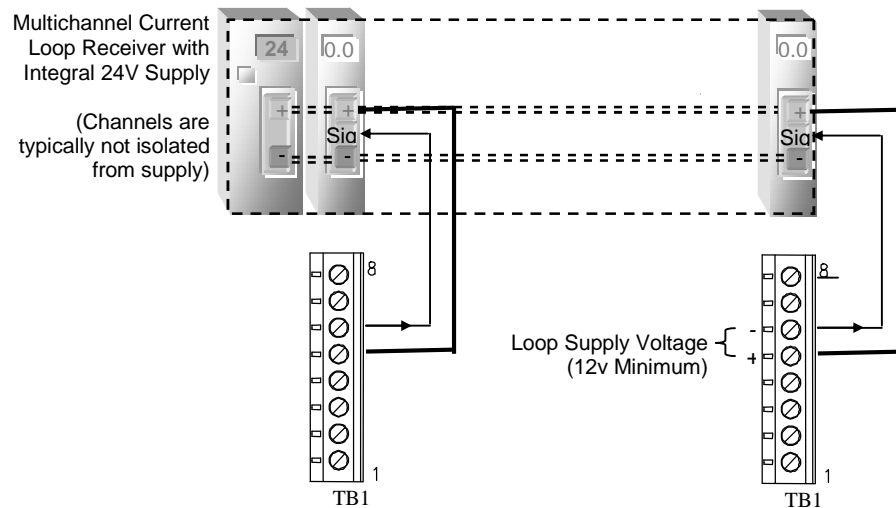 Multichannel Current
Loop Receiver with
Integral 24V Supply
(Channels are
typically not isolated
from supply)
24
0.0
0.0
+
+
+
Sig
Sig
-
-
-
8
8
Loop Supply Voltage
(12v Minimum)
-
+
1
1
TB1
TB1